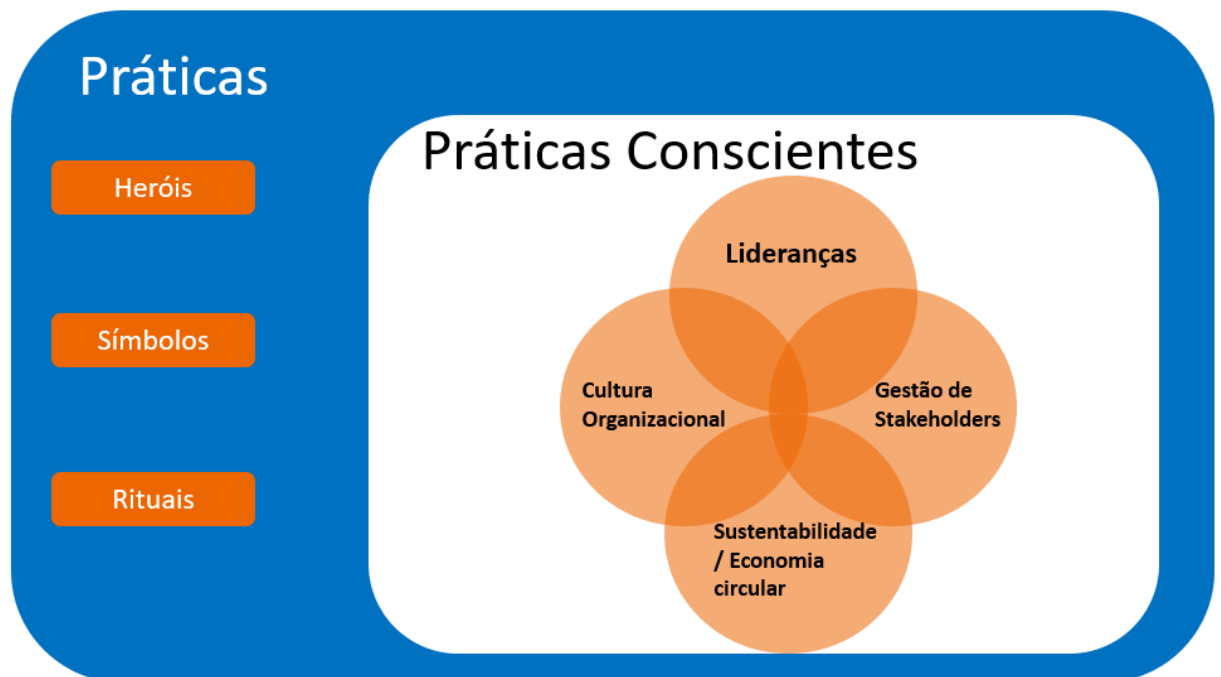 Práticas
Heróis
Símbolos
Rituais
Práticas Conscientes
Lideranças
Cultura
Organizacional
Gestão de
Stakeholders
Sustentabilidade
/ Economia
circular